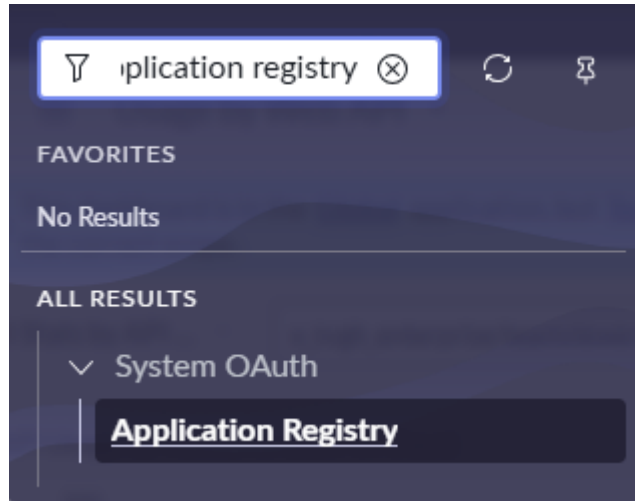 plication registry
FAVORITES
No Results
ALL RESULTS
System OAuth
Application Registry